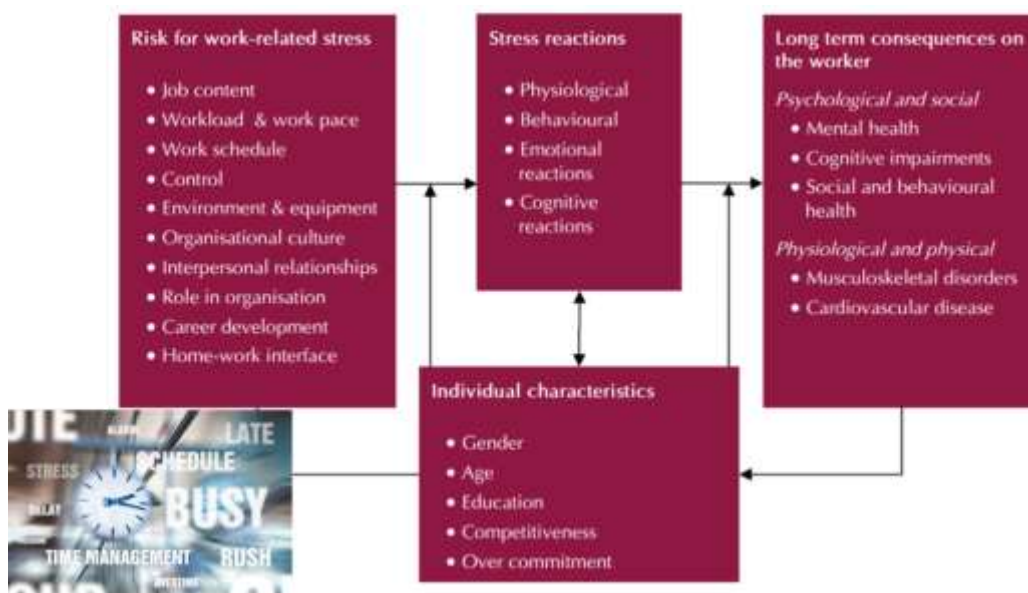 Risk for work-related stress
• Job content
• Workload & work pace
• Work schedule
• Control
• Environment & equipment
• Organisational culture
• Interpersonal relationships
• Role in organisation
• Career development
• Home-work interface
Stress reactions
• Physiological
• Behavioural
• Emotional
reactions
• Cognitive
reactions
Long term consequences on
the worker
Psychological and social
• Mental health
• Cognitive impairments
• Social and behavioural
health
Physiological and physical
• Musculoskeletal disorders
• Cardiovascular disease
Individual characteristics
• Gender
• Age
• Education
• Competitiveness
• Over commitment
LATE
SCHEDULE
STRESS
BUSY
DELAY
TIME MANAGEMENT
RUSH